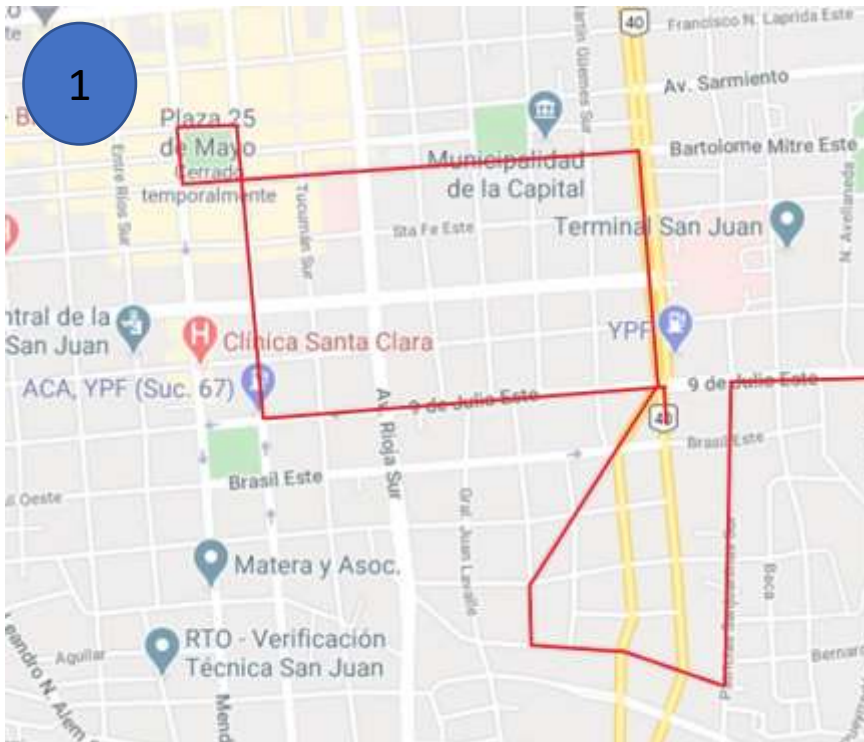 40
Francisco N. Laprida Este
1
Av. Sarmiento
Plaza 25
de Mayo
Cerrado
temporalmente
Entre Ríos Sur
Tucumán Sur
Municipalidad
de la Capital
Bartolome Mitre Este
N. Avellaneda
Sta Fe Este
Terminal San Juan
ntral de la
San Juan
Clínica Santa Clara
YPF
ACA, YPF (Suc. 67)
Av. Rioja Sur
9 de Julio Este
9 de Julio Este
40
Brasil Este
Brasil Este
Oeste
Gral. Juan Lavalle
Boca
Matera y Asoc.
RTO - Verificación
Técnica San Juan
Aguilar
Leandro N. Alem
Mend
Bernard